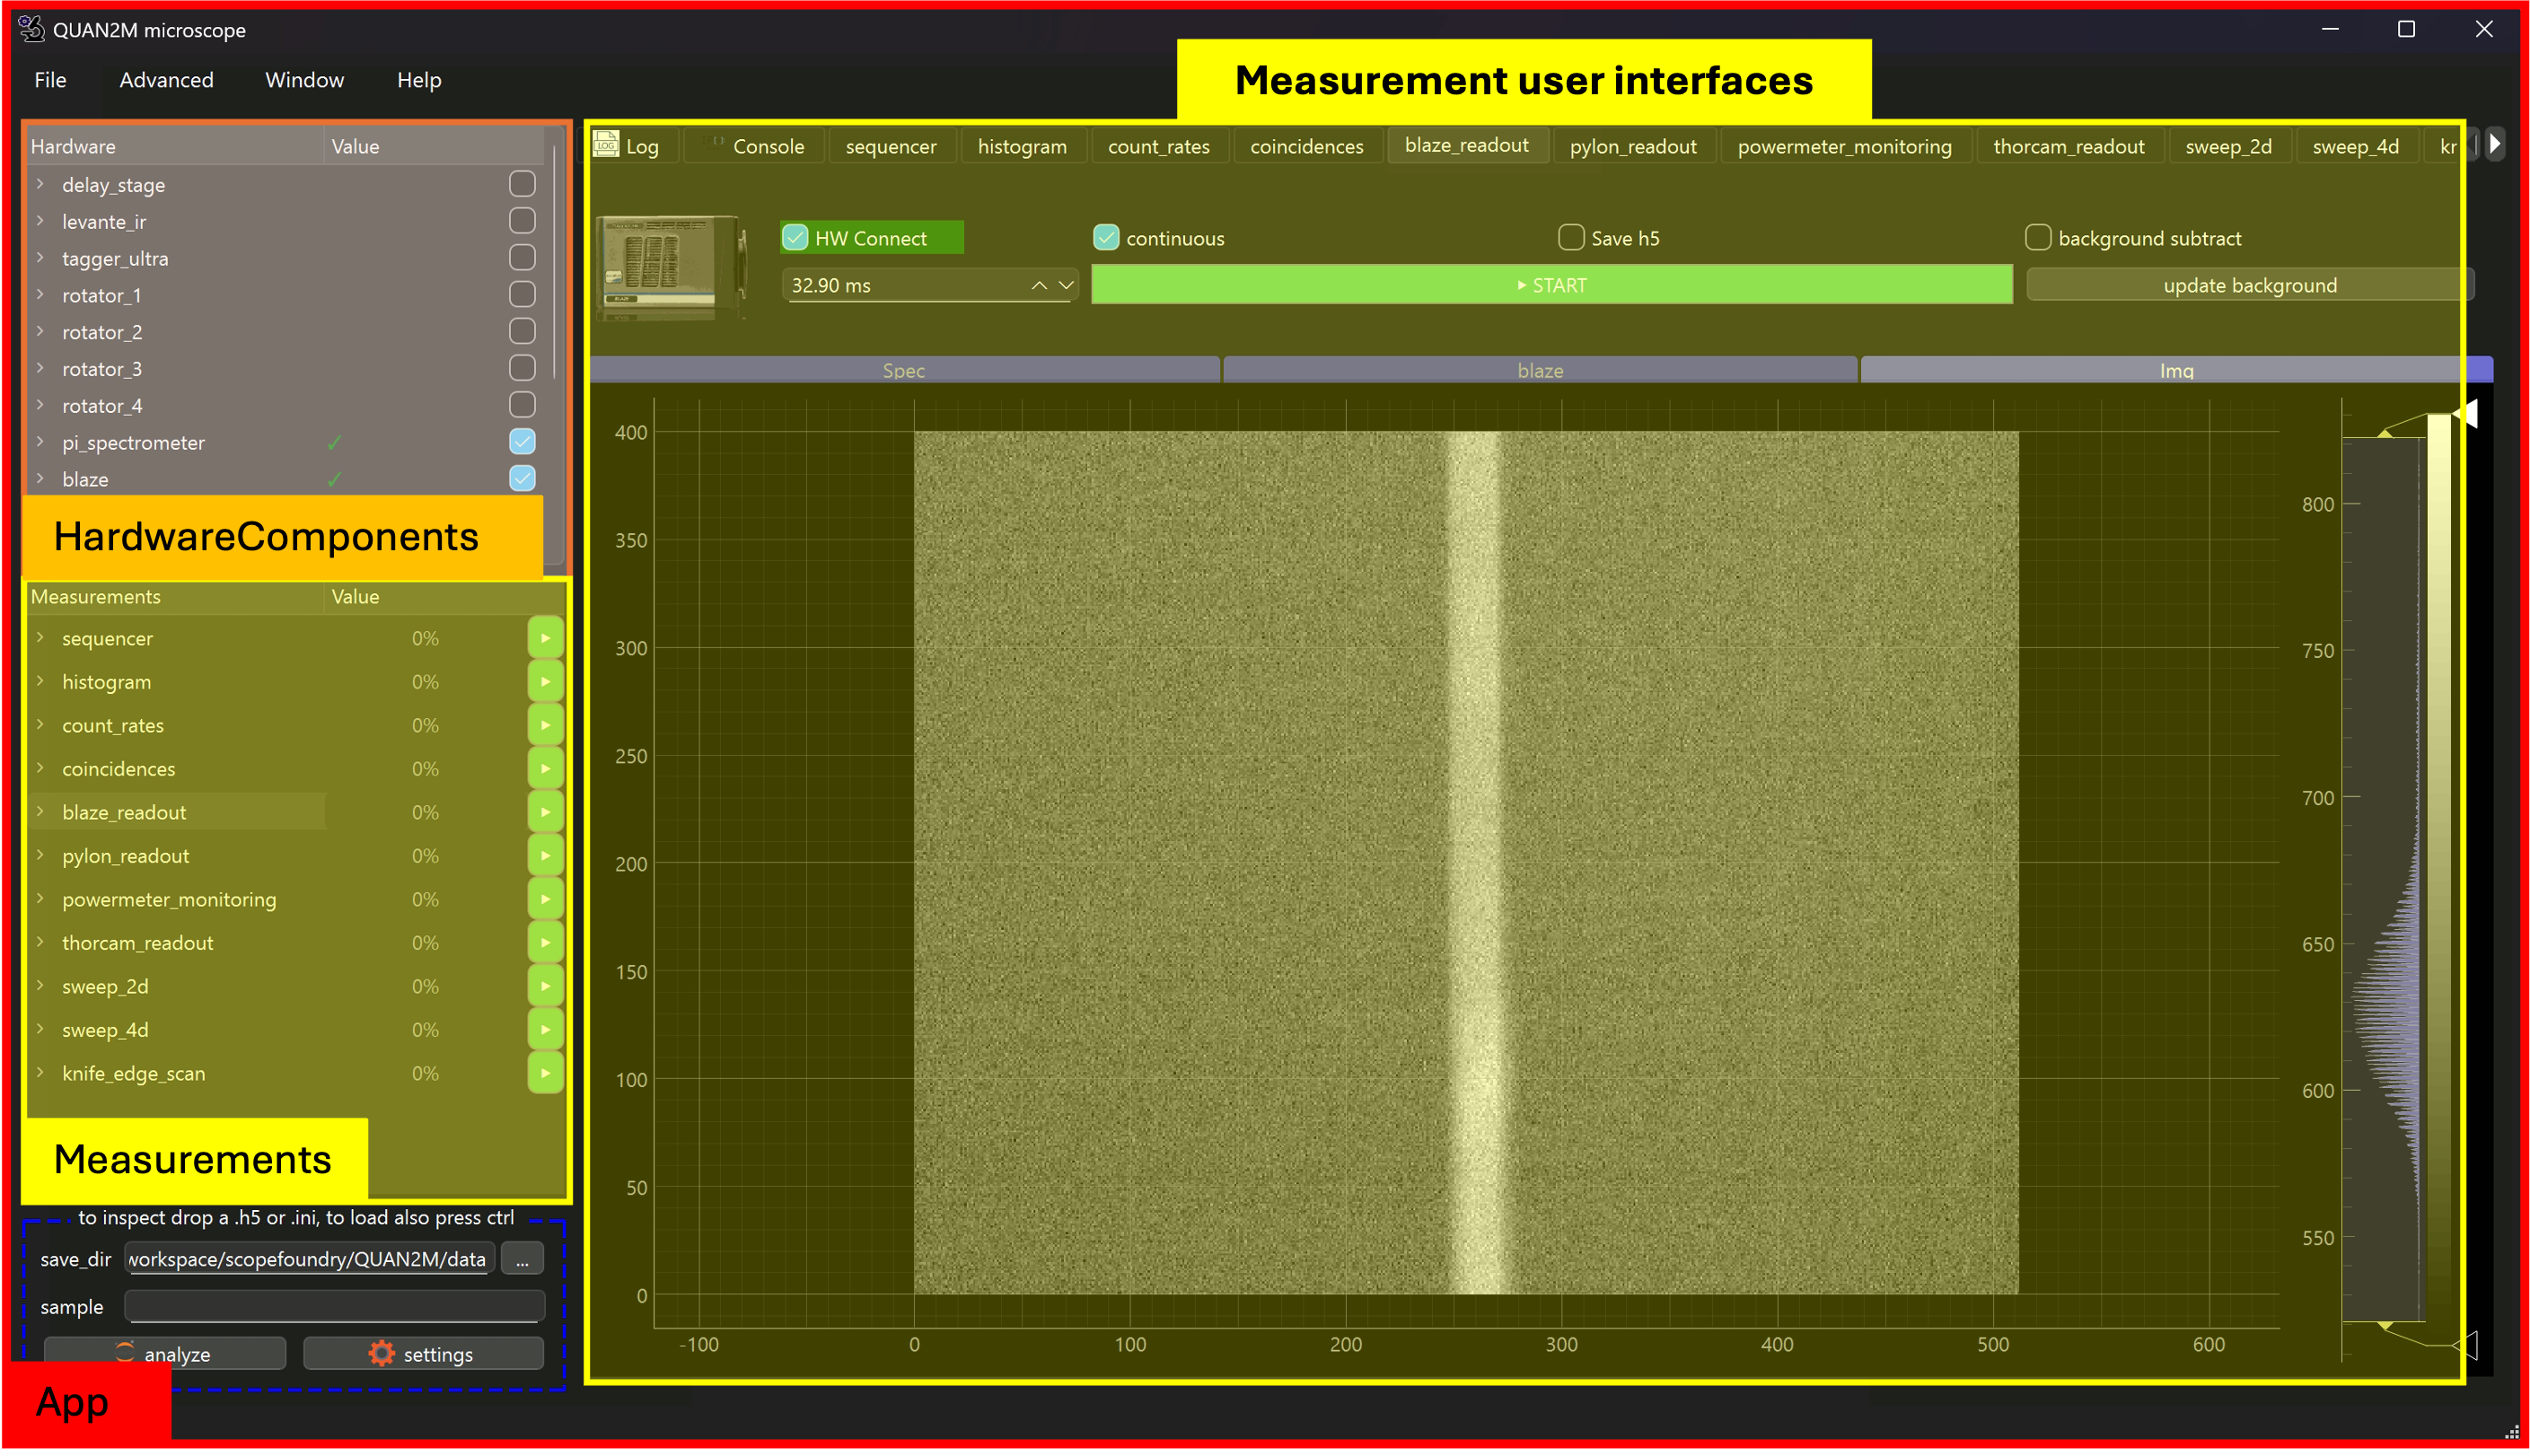 QUAN2M microscope
File Advanced Window Help
Measurement user interfaces
Hardware Value
delay_stage
levante_ir
tagger_ultra
rotator_1
rotator_2
rotator_3
rotator_4
pi_spectrometer ✓
blaze ✓
HardwareComponents
Measurements Value
sequencer 0%
histogram 0%
count_rates 0%
coincidences 0%
blaze_readout 0%
pylon_readout 0%
powermeter_monitoring 0%
thorcam_readout 0%
sweep_2d 0%
sweep_4d 0%
knife_edge_scan 0%
Measurements
to inspect drop a .h5 or .ini, to load also press ctrl
save_dir workspace/scopefoundry/QUAN2M/data ...
sample
analyze settings
App
LOG Log Console sequencer histogram count_rates coincidences blaze_readout pylon_readout powermeter_monitoring thorcam_readout sweep_2d sweep_4d kr
HW Connect continuous Save h5 background subtract
32.90 ms START update background
Spec blaze Img
400
350
300
250
200
150
100
50
0
-100 0 100 200 300 400 500 600
800
750
700
650
600
550